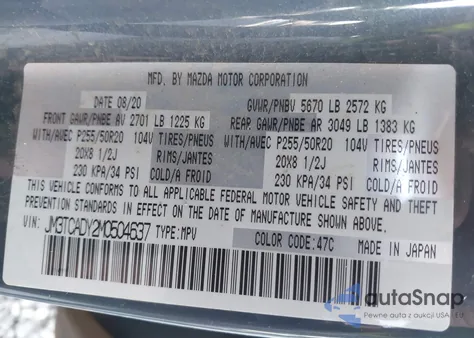 MFD. BY MAZDA MOTOR CORPORATION
DATE 08/20 GVWR/PNBV 5670 LB 2572 KG
FRONT GAWR/PNBE AV 2701 LB 1225 KG REAR GAWR/PNBE AR 3049 LB 1383 KG
WITH/AVEC P255/50R20 104V TIRES/PNEUS WITH/AVEC P255/50R20 104V TIRES/PNEUS
20X8 1/2J RIMS/JANTES 20X8 1/2J RIMS/JANTES
230 KPA/34 PSI COLD/A FROID 230 KPA/34 PSI COLD/A FROID
THIS VEHICLE CONFORMS TO ALL APPLICABLE FEDERAL MOTOR VEHICLE SAFETY AND THEFT
PREVENTION STANDARDS IN EFFECT ON THE DATE OF MANUFACTURE SHOWN ABOVE.
VIN: JM3TCADY2M0504637 TYPE: MPV COLOR CODE: 47C MADE IN JAPAN
autoSnap
Pewne auta z aukcji USA i EU